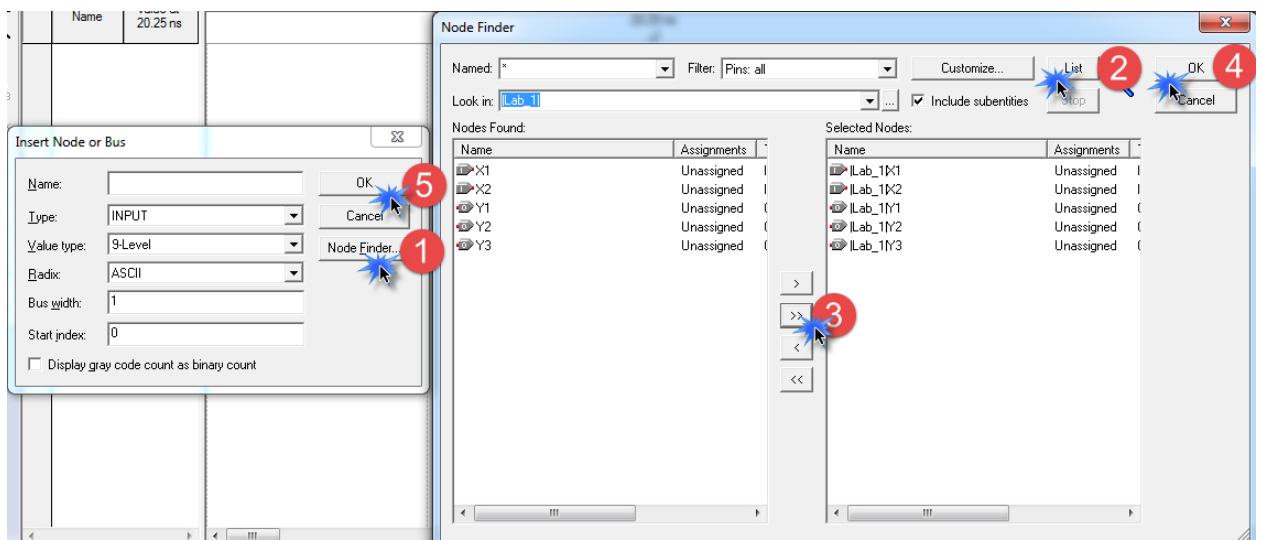 Name
Value at
20.25 ns
Node Finder
Named: *
Filter: Pins: all
Customize...
List
2
OK
4
Look in: |Lab_1|
...
Include subentities
Stop
Cancel
Nodes Found:
Selected Nodes:
Name Assignments
X1 Unassigned
X2 Unassigned
Y1 Unassigned
Y2 Unassigned
Y3 Unassigned
Name Assignments
|Lab_1|X1 Unassigned
|Lab_1|X2 Unassigned
|Lab_1|Y1 Unassigned
|Lab_1|Y2 Unassigned
|Lab_1|Y3 Unassigned
>
>>
3
<
<<
Insert Node or Bus
Name:
OK
5
Type: INPUT
Cancel
Value type: 9-Level
Node Finder...
1
Radix: ASCII
Bus width: 1
Start index: 0
Display gray code count as binary count